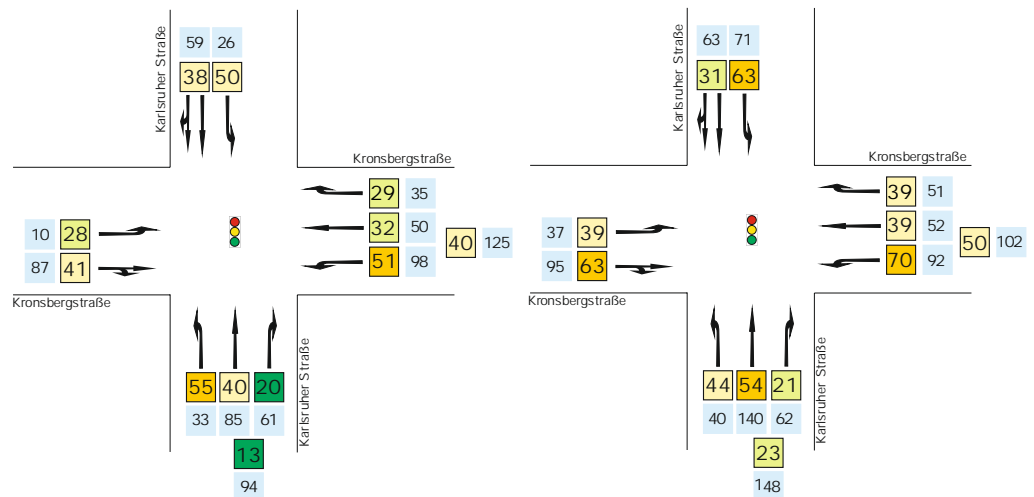 59 26
38 50
Karlsruher Straße
Kronsbergstraße
29 35
32 50
40 125
51 98
10 28
87 41
Kronsbergstraße
55 40 20
33 85 61
Karlsruher Straße
13
94
63 71
31 63
Karlsruher Straße
Kronsbergstraße
39 51
39 52
50 102
70 92
37 39
95 63
Kronsbergstraße
44 54 21
40 140 62
Karlsruher Straße
23
148